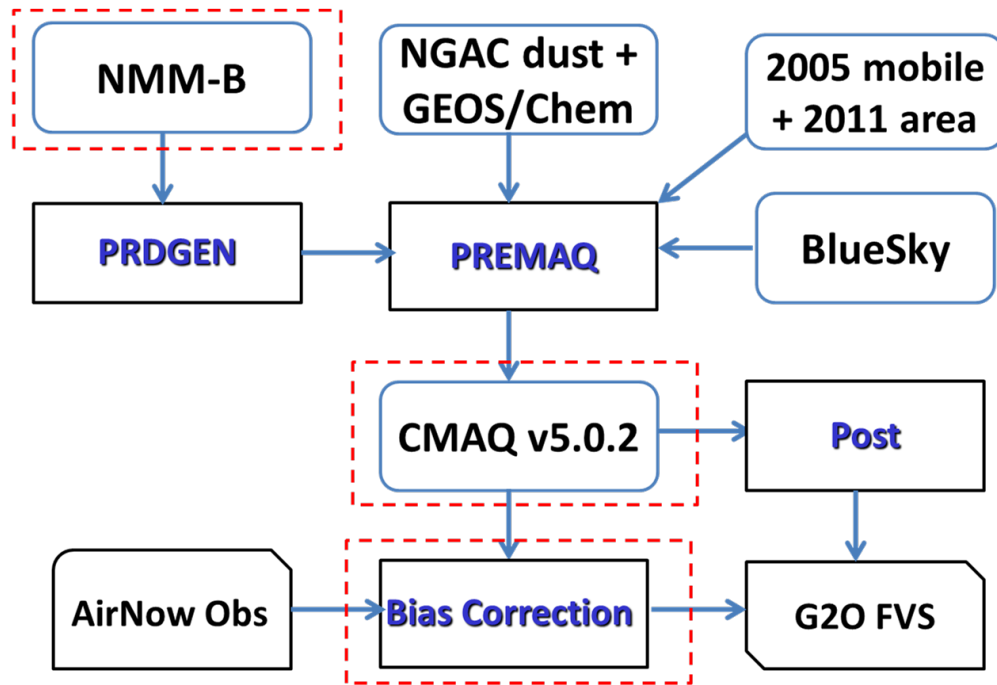 NMM-B
NGAC dust +
GEOS/Chem
2005 mobile
+ 2011 area
PRDGEN
PREMAQ
BlueSky
CMAQ v5.0.2
Post
AirNow Obs
Bias Correction
G2O FVS